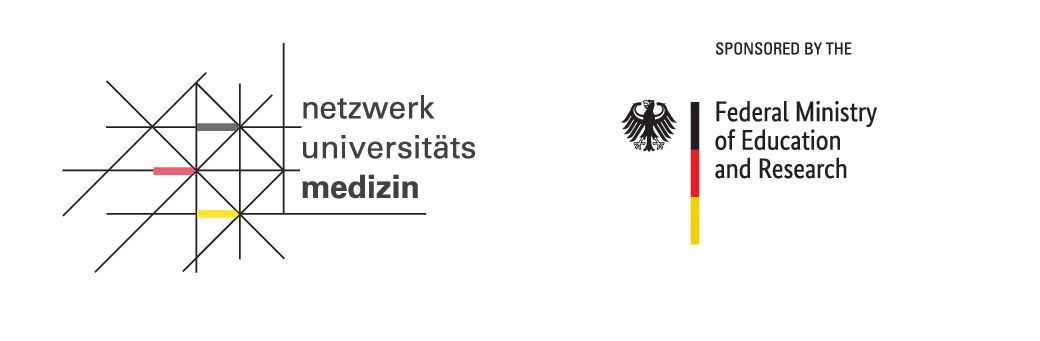 netzwerk
universitäts
medizin
SPONSORED BY THE
Federal Ministry
of Education
and Research